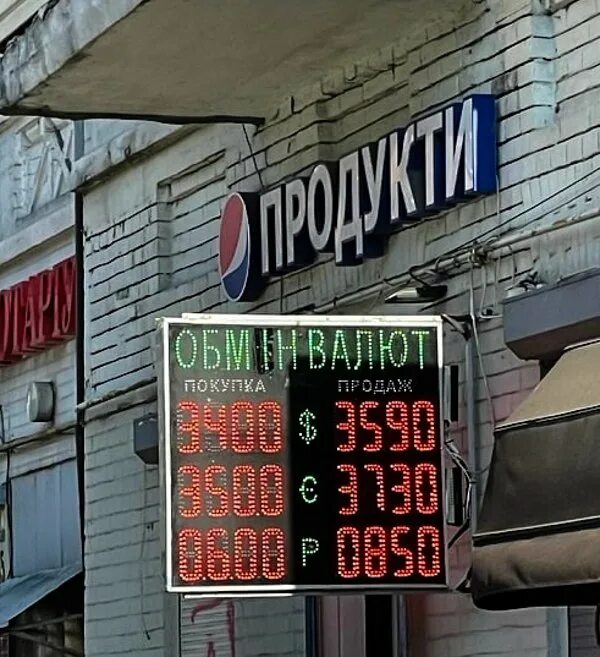 ПРОДУКТИ
ОБМІН ВАЛЮТ
ПОКУПКА ПРОДАЖ
3400 $ 3590
3500 € 3730
0600 Р 0850